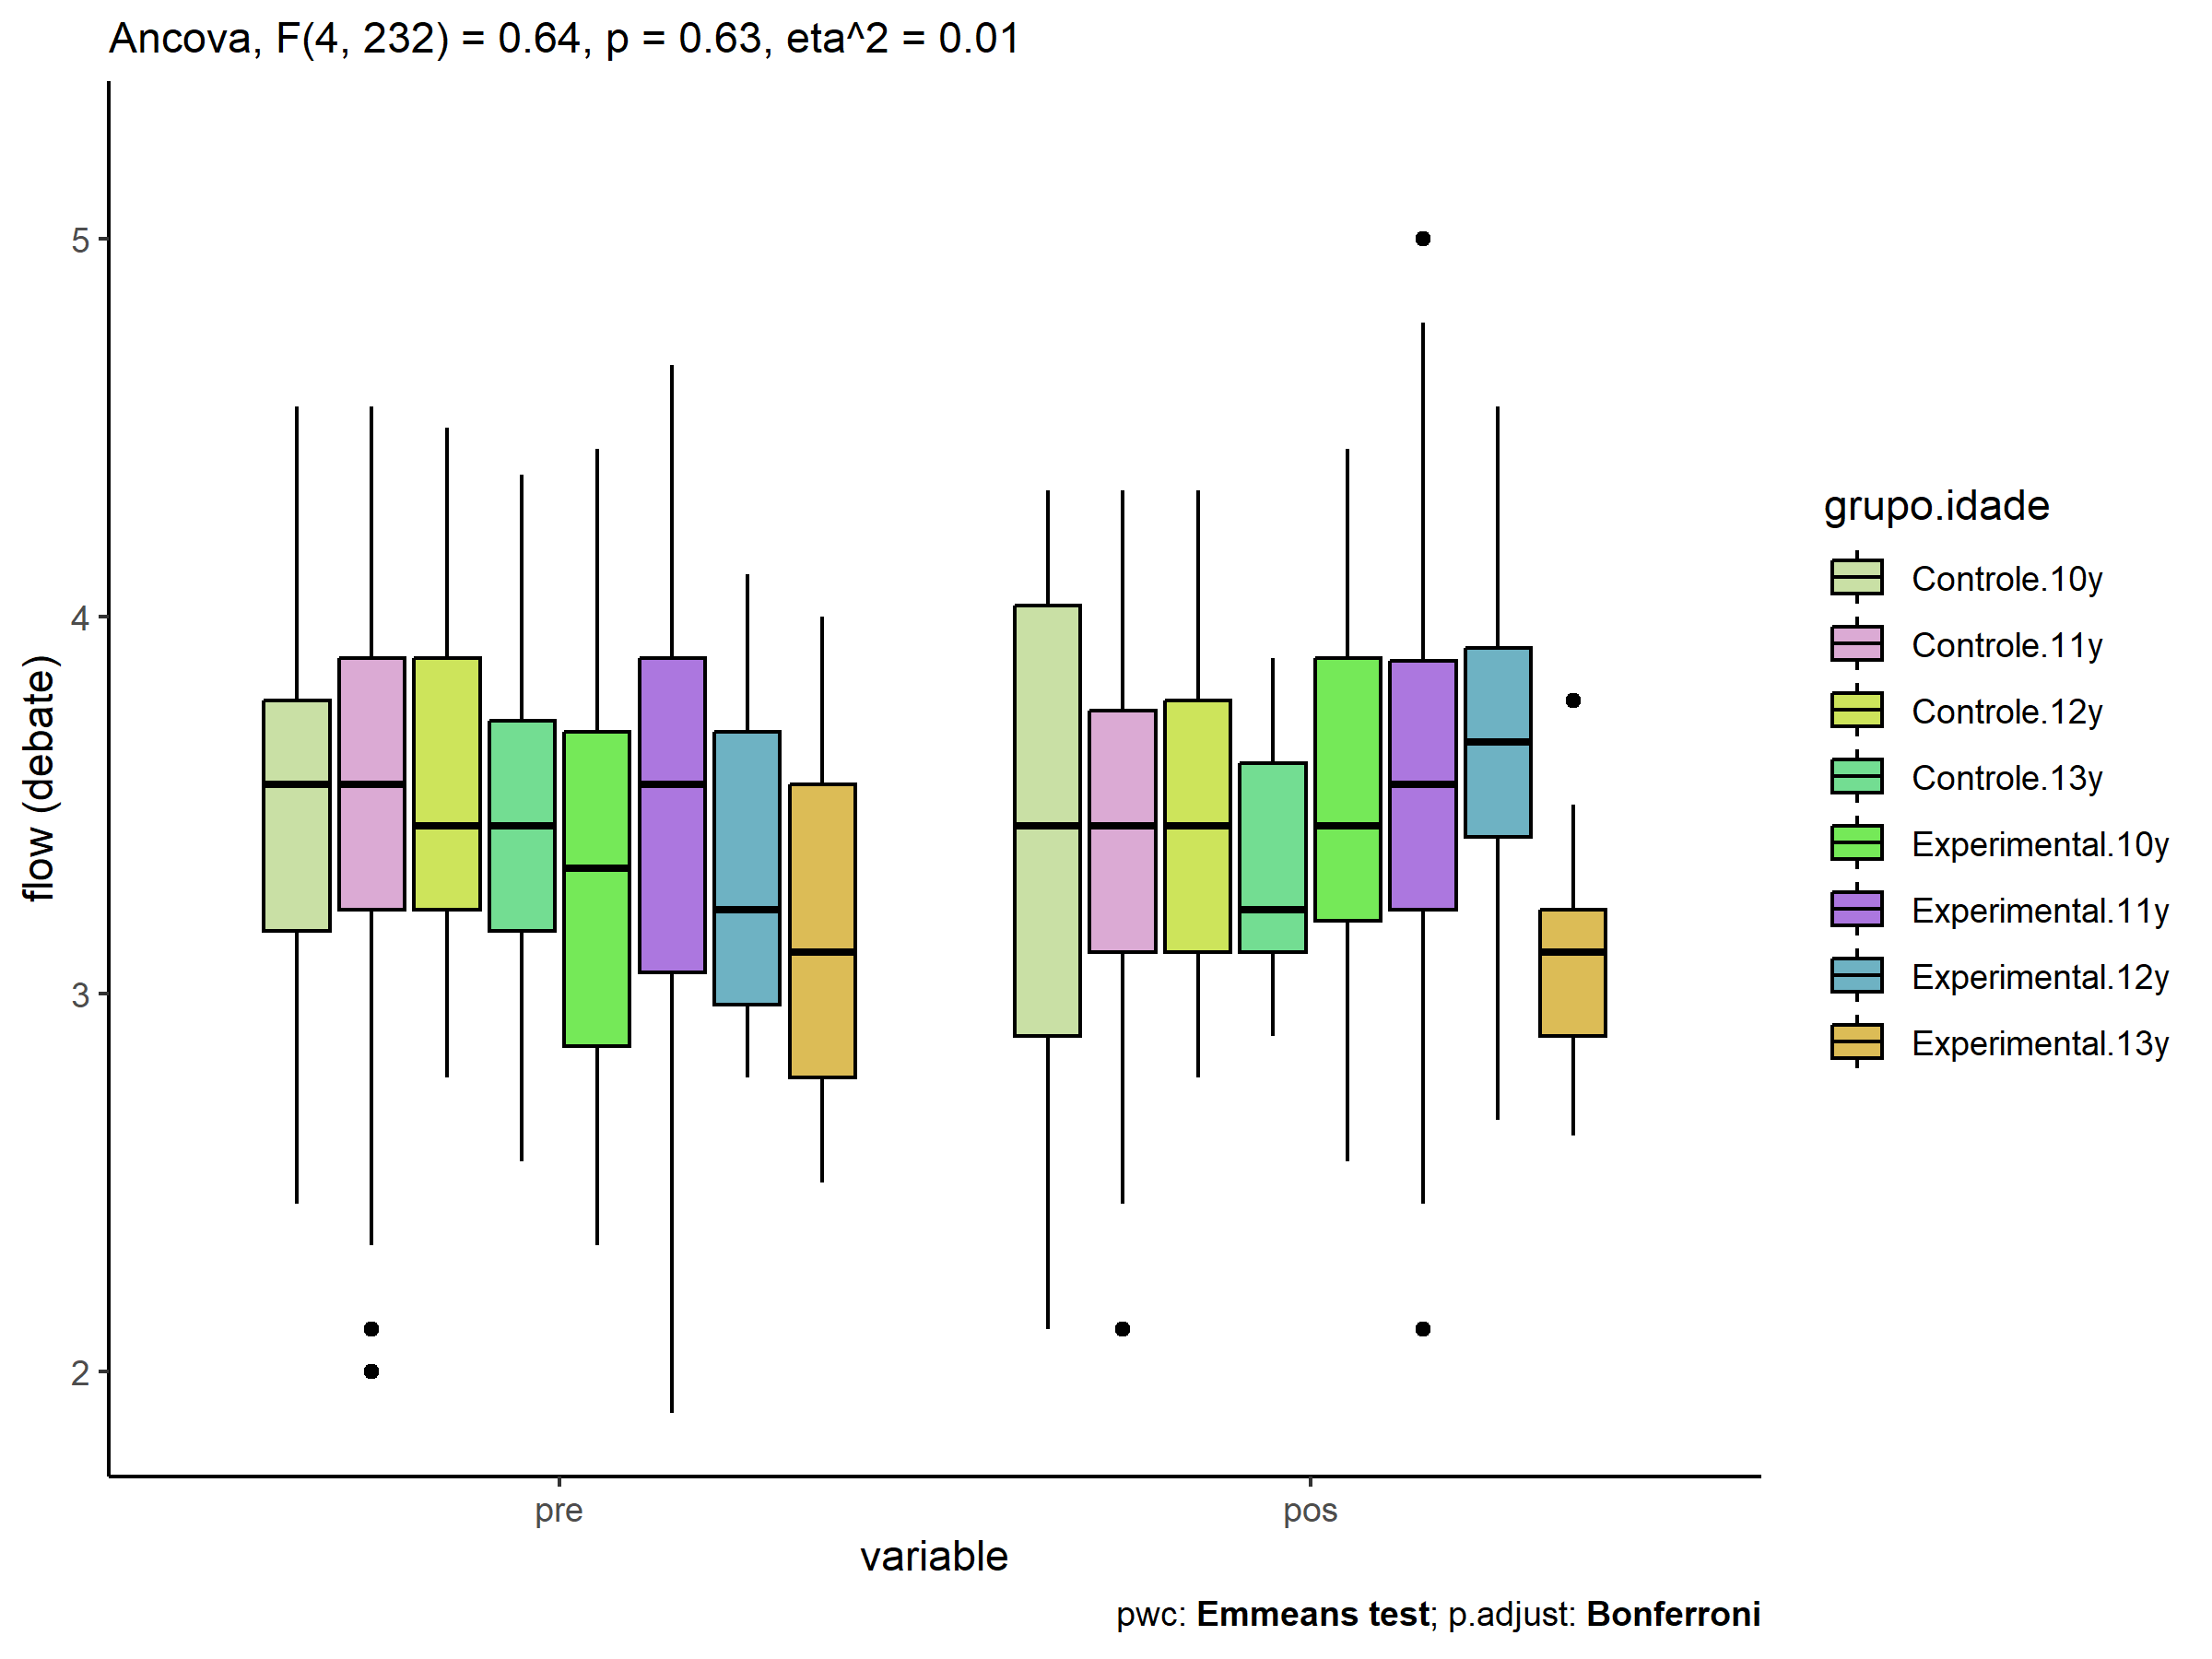 Ancova, F(4, 232) = 0.64, p = 0.63, eta^2 = 0.01
flow (debate)
5
4
3
2
pre
pos
variable
grupo.idade
Controle.10y
Controle.11y
Controle.12y
Controle.13y
Experimental.10y
Experimental.11y
Experimental.12y
Experimental.13y
pwc: Emmeans test; p.adjust: Bonferroni